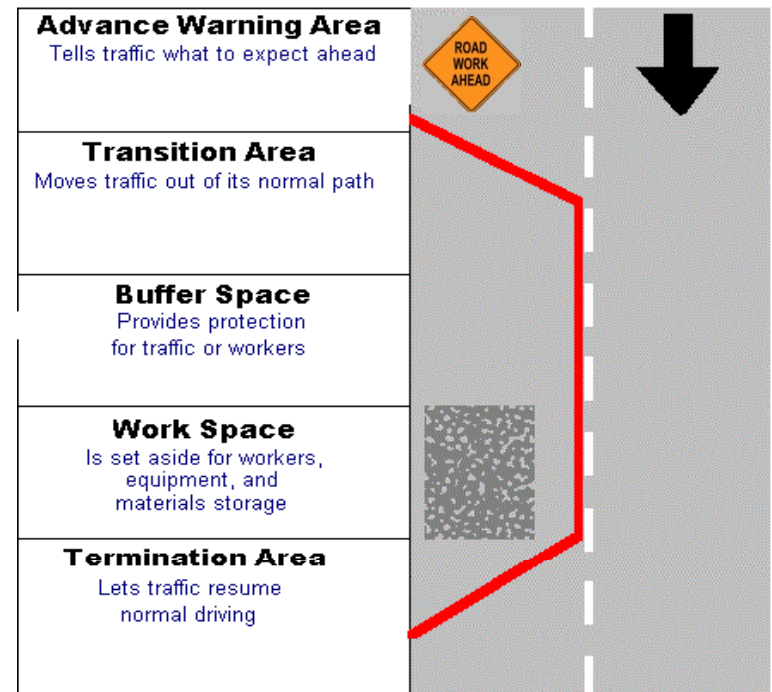 Advance Warning Area
Tells traffic what to expect ahead
ROAD
WORK
AHEAD
Transition Area
Moves traffic out of its normal path
Buffer Space
Provides protection
for traffic or workers
Work Space
Is set aside for workers,
equipment, and
materials storage
Termination Area
Lets traffic resume
normal driving